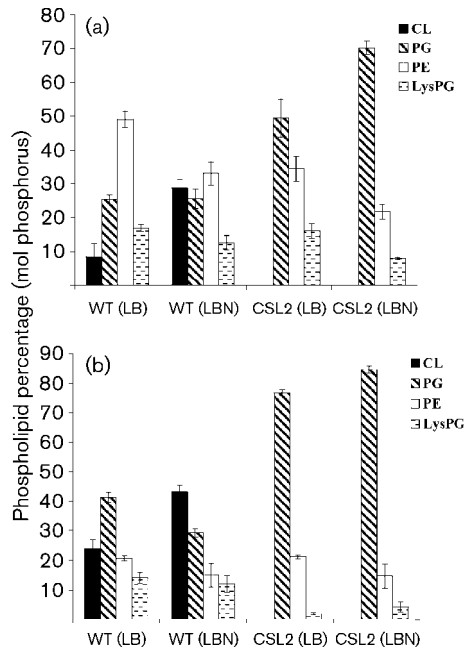 Phospholipid percentage (mol phosphorus)
(a)
80
70
60
50
40
30
20
10
CL
PG
PE
LysPG
WT (LB) WT (LBN) CSL2 (LB) CSL2 (LBN)
(b)
90
80
70
60
50
40
30
20
10
CL
PG
PE
LysPG
WT (LB) WT (LBN) CSL2 (LB) CSL2 (LBN)